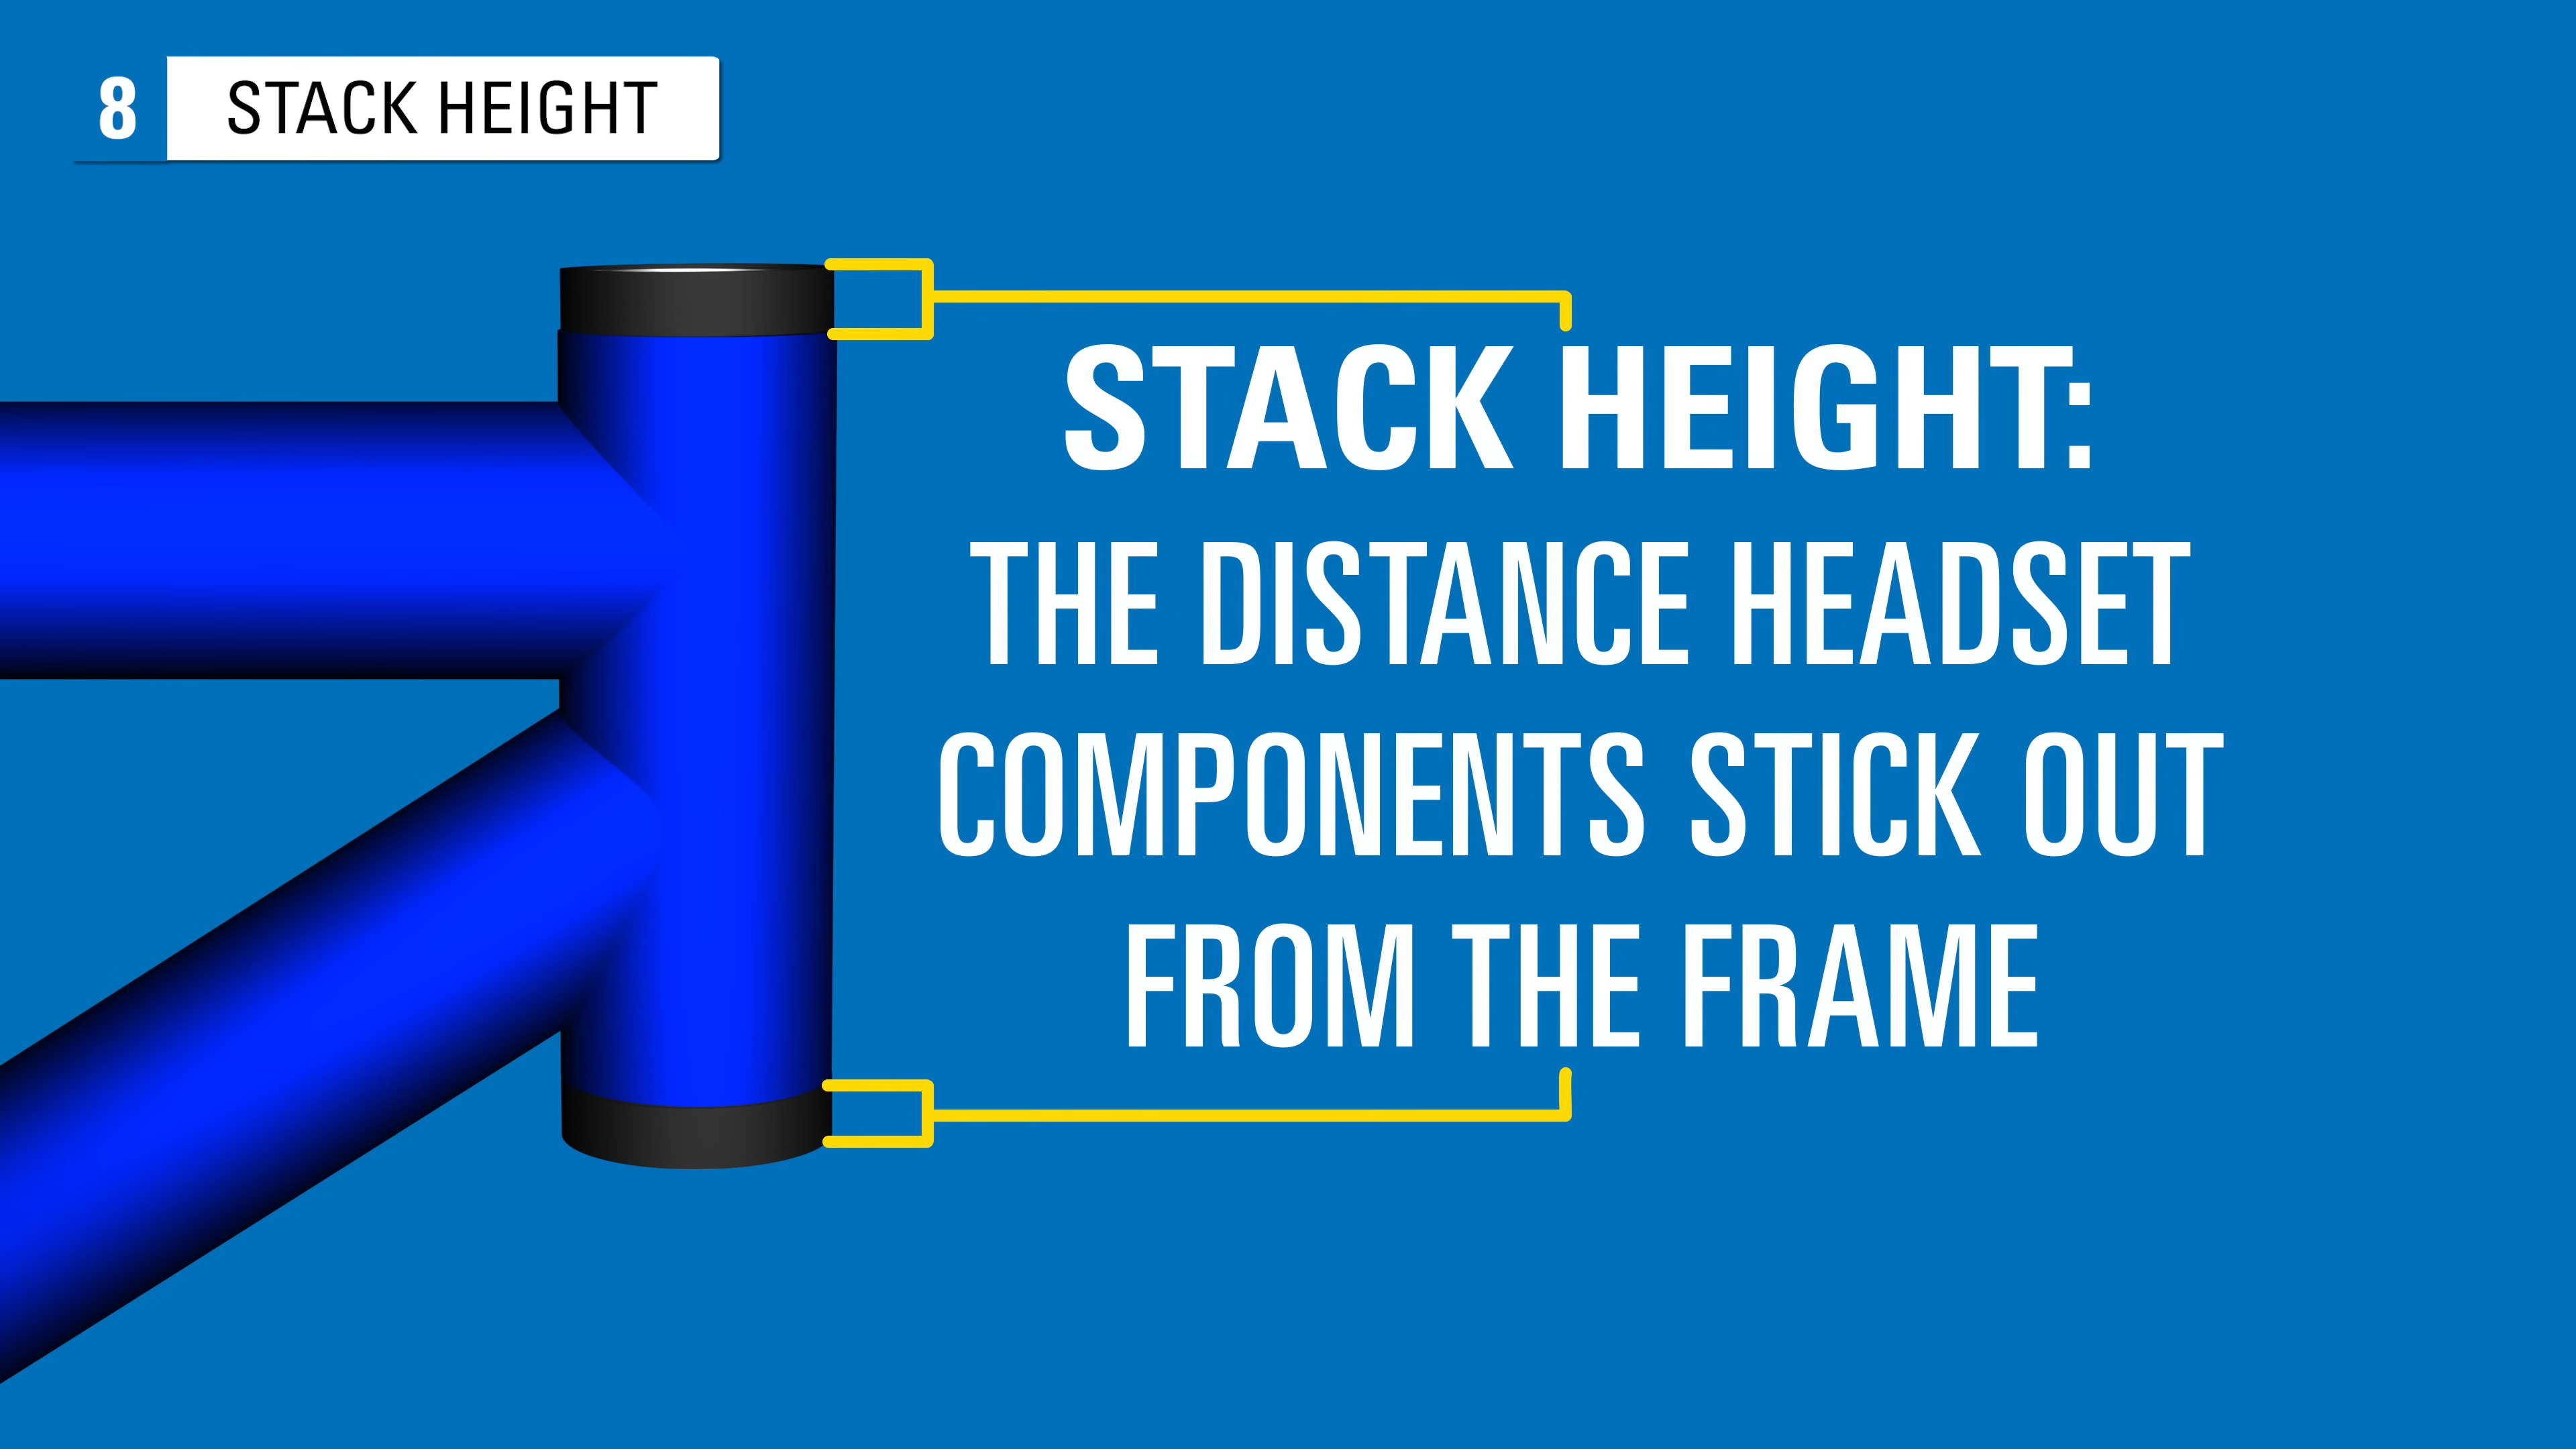 8 STACK HEIGHT
STACK HEIGHT:
THE DISTANCE HEADSET
COMPONENTS STICK OUT
FROM THE FRAME